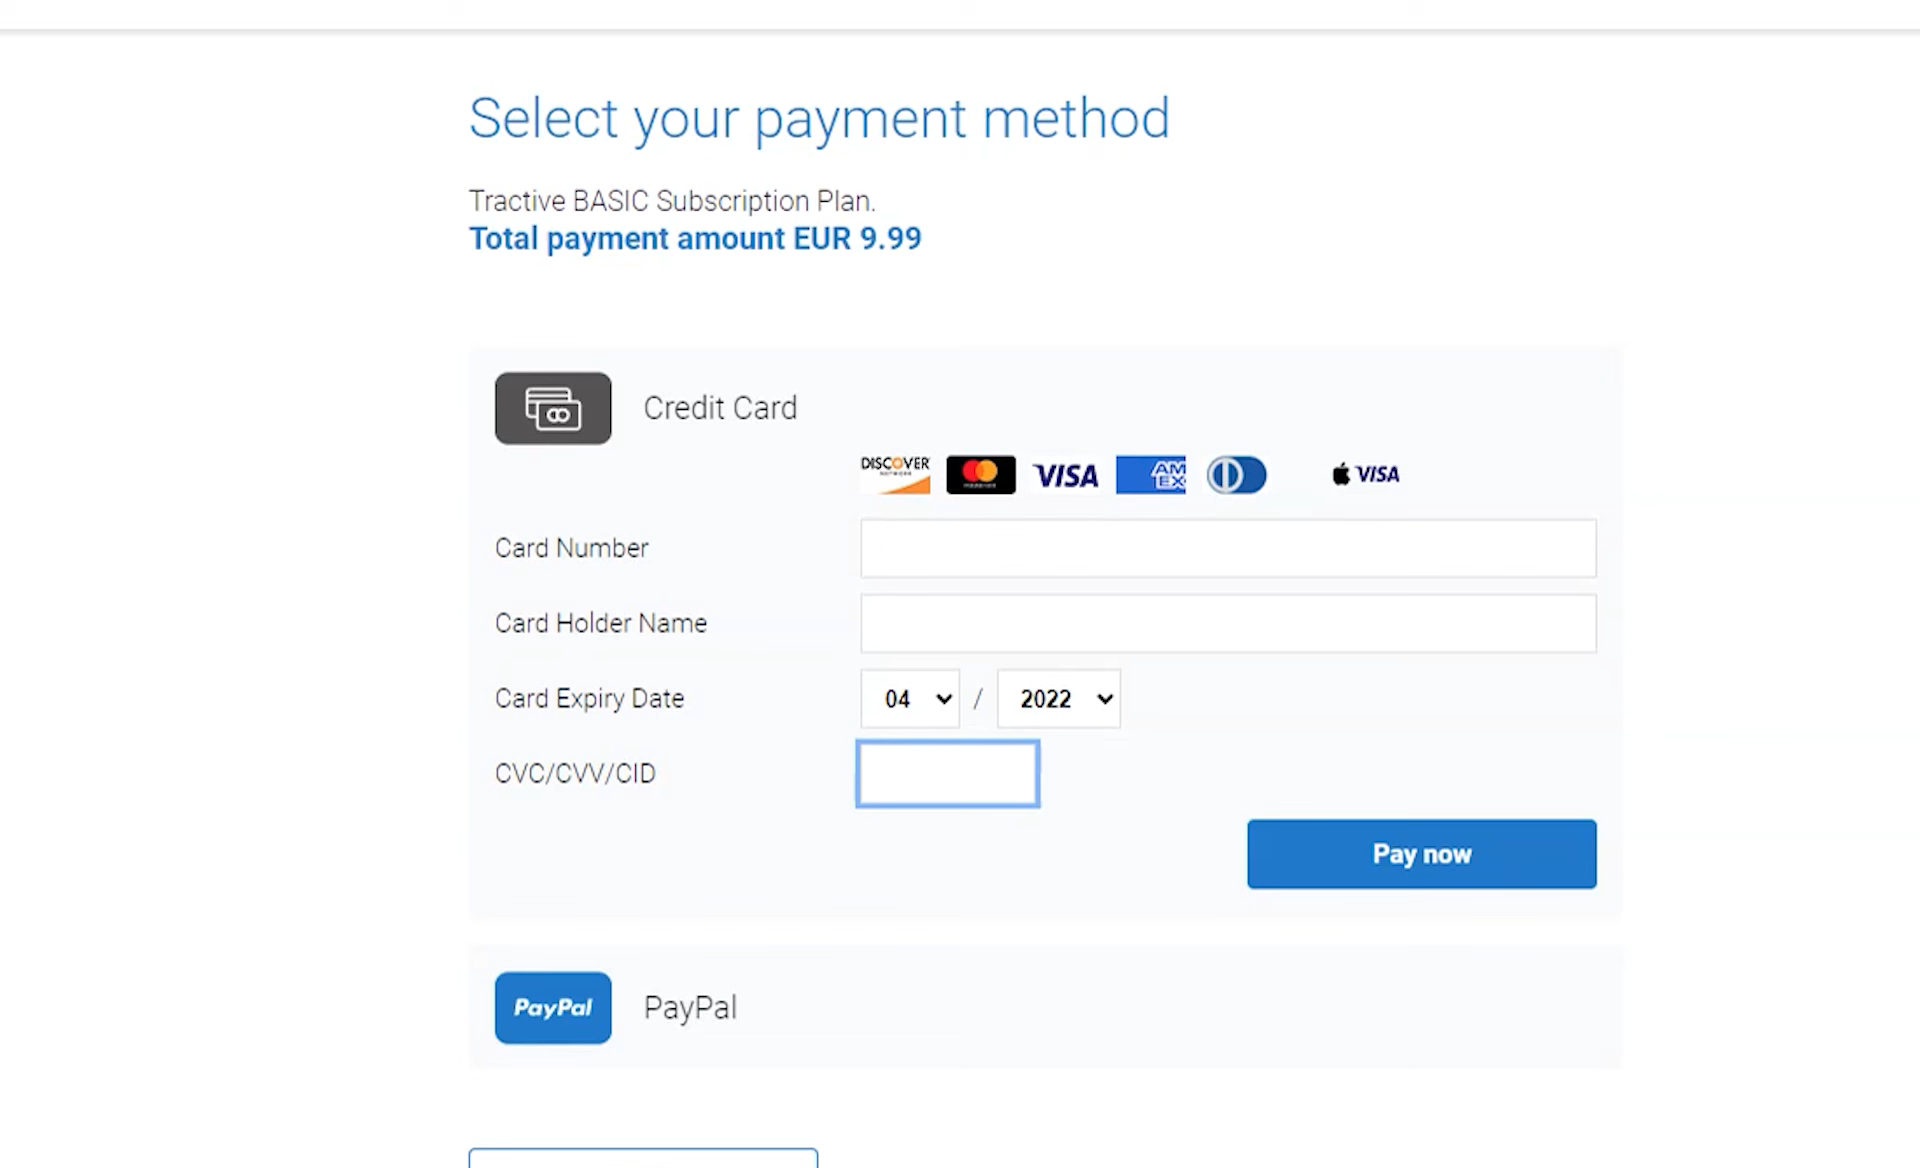 Select your payment method
Tractive BASIC Subscription Plan.
Total payment amount EUR 9.99
Credit Card
DISCOVER VISA AM EX VISA
Card Number
Card Holder Name
Card Expiry Date 04 / 2022
CVC/CVV/CID
Pay now
PayPal PayPal